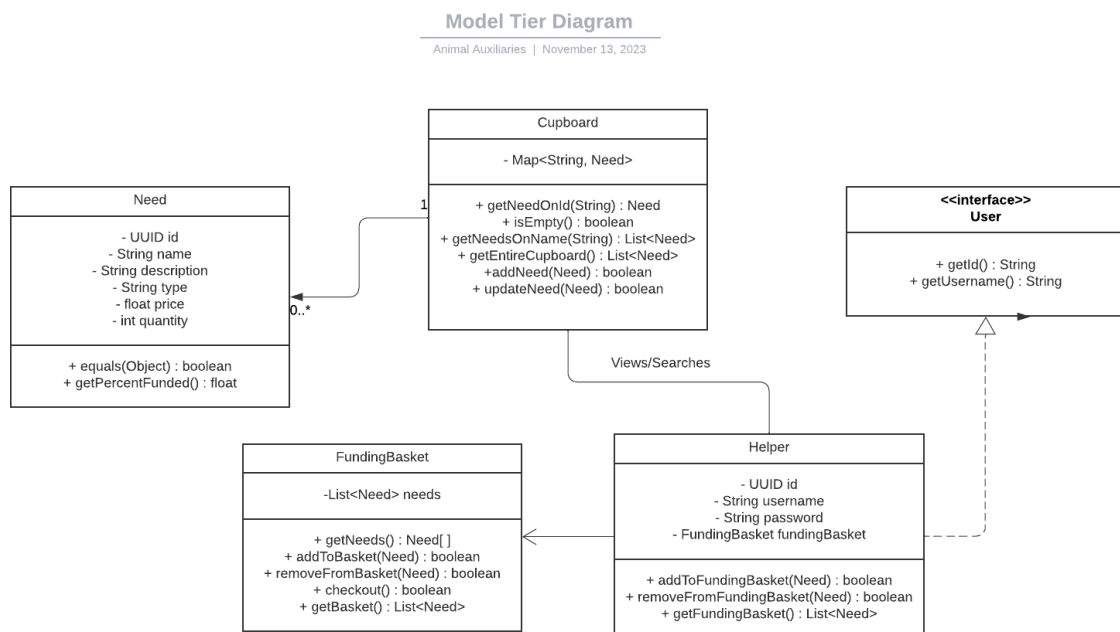 Model Tier Diagram
Animal Auxiliaries | November 13, 2023
Cupboard
- Map<String, Need>
+ getNeedOnId(String) : Need
+ isEmpty() : boolean
+ getNeedsOnName(String) : List<Need>
+ getEntireCupboard() : List<Need>
+addNeed(Need) : boolean
+ updateNeed(Need) : boolean
1
0..*
Need
- UUID id
- String name
- String description
- String type
- float price
- int quantity
+ equals(Object) : boolean
+ getPercentFunded() : float
<<interface>>
User
+ getId() : String
+ getUsername() : String
Views/Searches
FundingBasket
-List<Need> needs
+ getNeeds() : Need[ ]
+ addToBasket(Need) : boolean
+ removeFromBasket(Need) : boolean
+ checkout() : boolean
+ getBasket() : List<Need>
Helper
- UUID id
- String username
- String password
- FundingBasket fundingBasket
+ addToFundingBasket(Need) : boolean
+ removeFromFundingBasket(Need) : boolean
+ getFundingBasket() : List<Need>